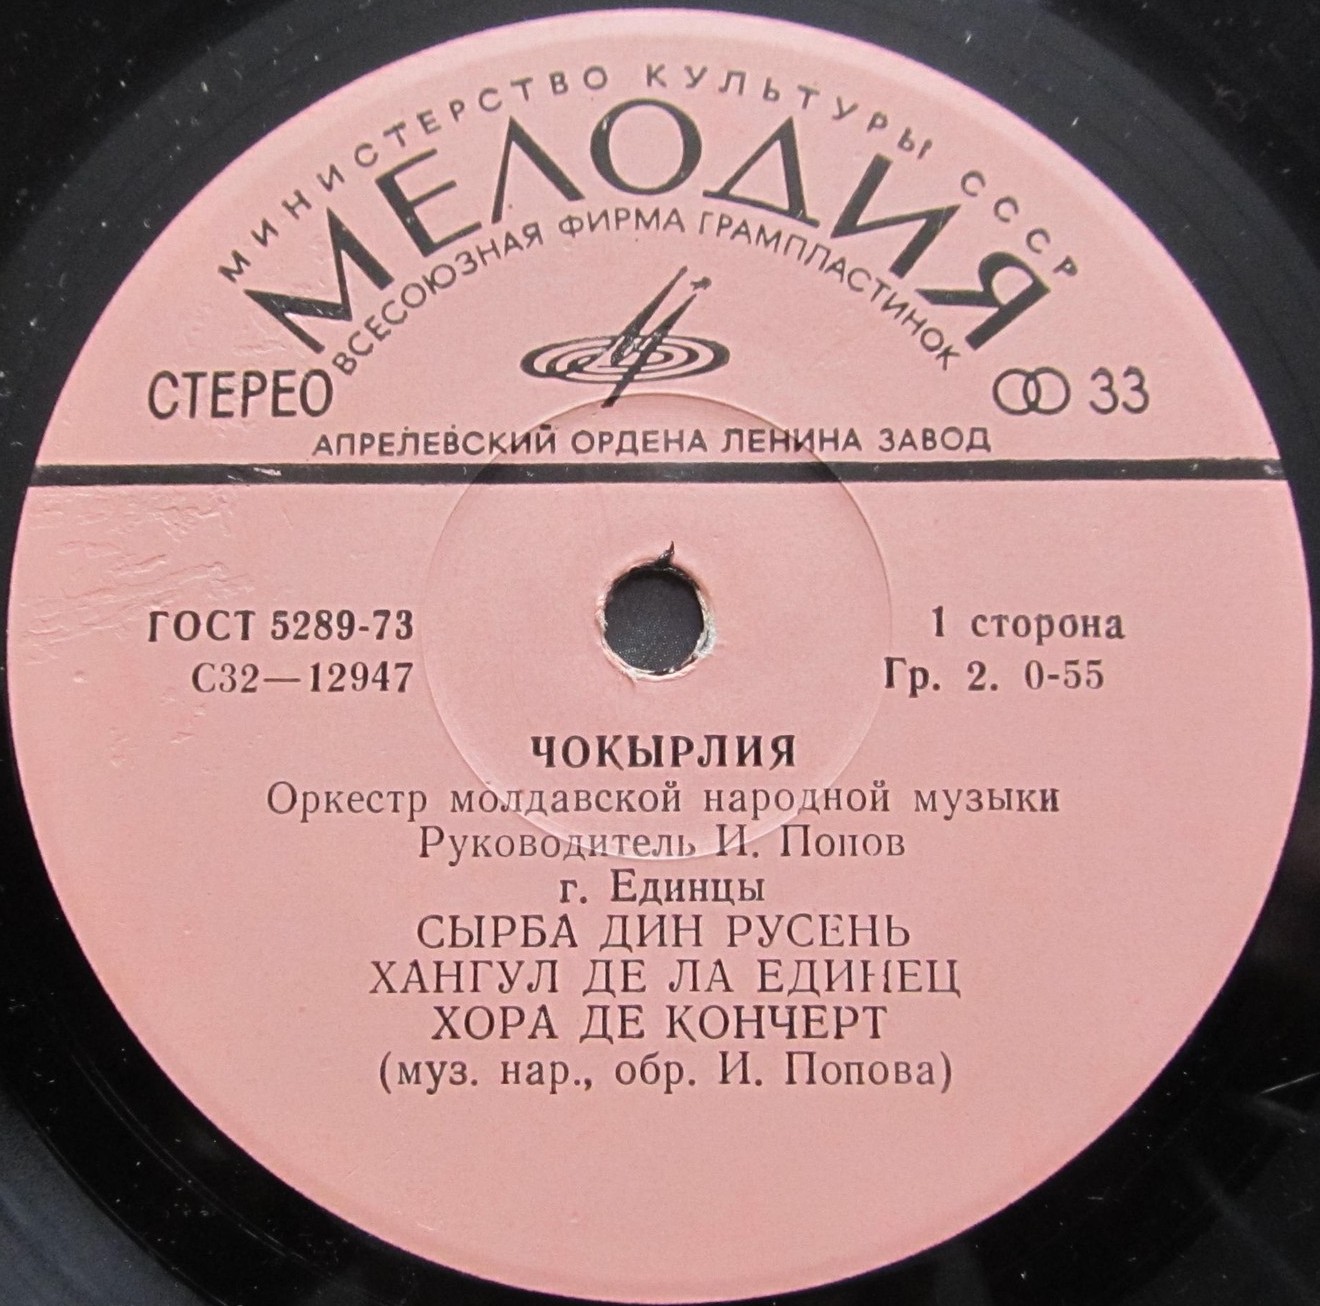 МИНИСТЕРСТВО КУЛЬТУРЫ СССР
МЕЛОДИЯ
ВСЕСОЮЗНАЯ ФИРМА ГРАМПЛАСТИНОК
СТЕРЕО
33
АПРЕЛЕВСКИЙ ОРДЕНА ЛЕНИНА ЗАВОД
ГОСТ 5289-73
1 сторона
С32—12947
Гр. 2. 0-55
ЧОКЫРЛИЯ
Оркестр молдавской народной музыки
Руководитель И. Попов
г. Единцы
СЫРБА ДИН РУСЕНЬ
ХАНГУЛ ДЕ ЛА ЕДИНЕЦ
ХОРА ДЕ КОНЧЕРТ
(муз. нар., обр. И. Попова)